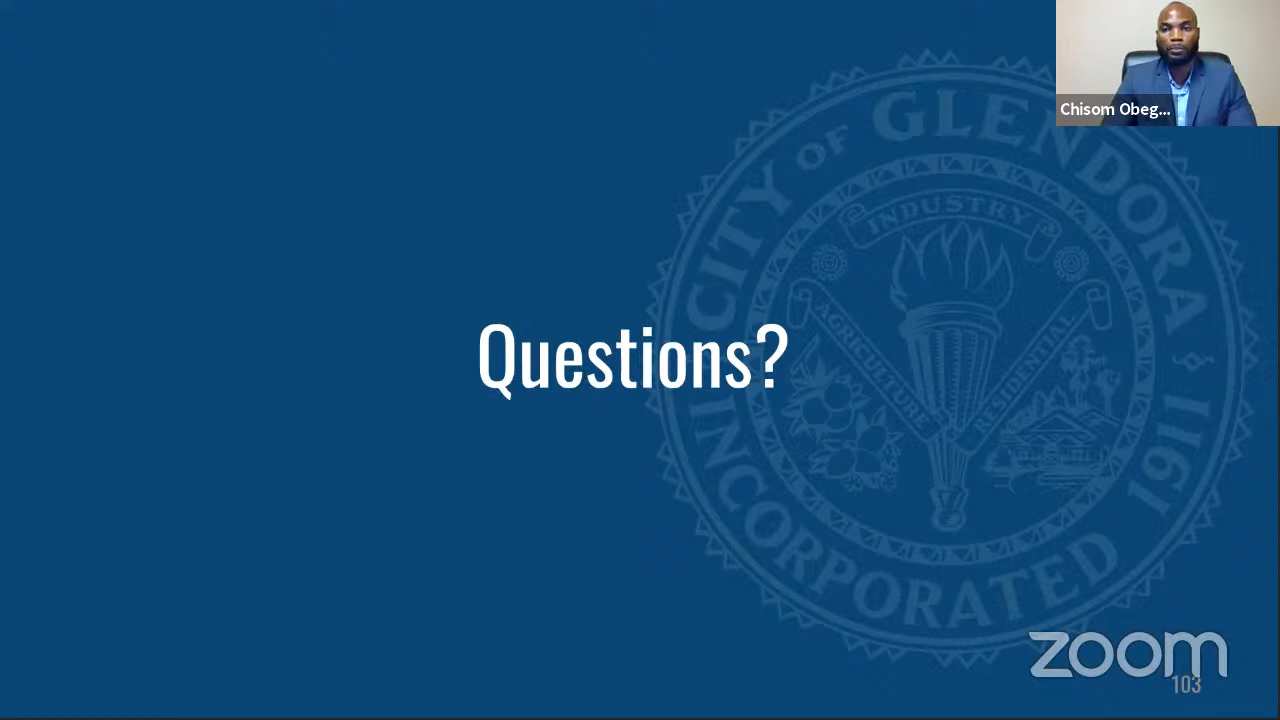 Chisom Obeg...
CITY OF GLENDORA
INDUSTRY
AGRICULTURE
RESIDENTIAL
Questions?
INCORPORATED 1911
zoom
103